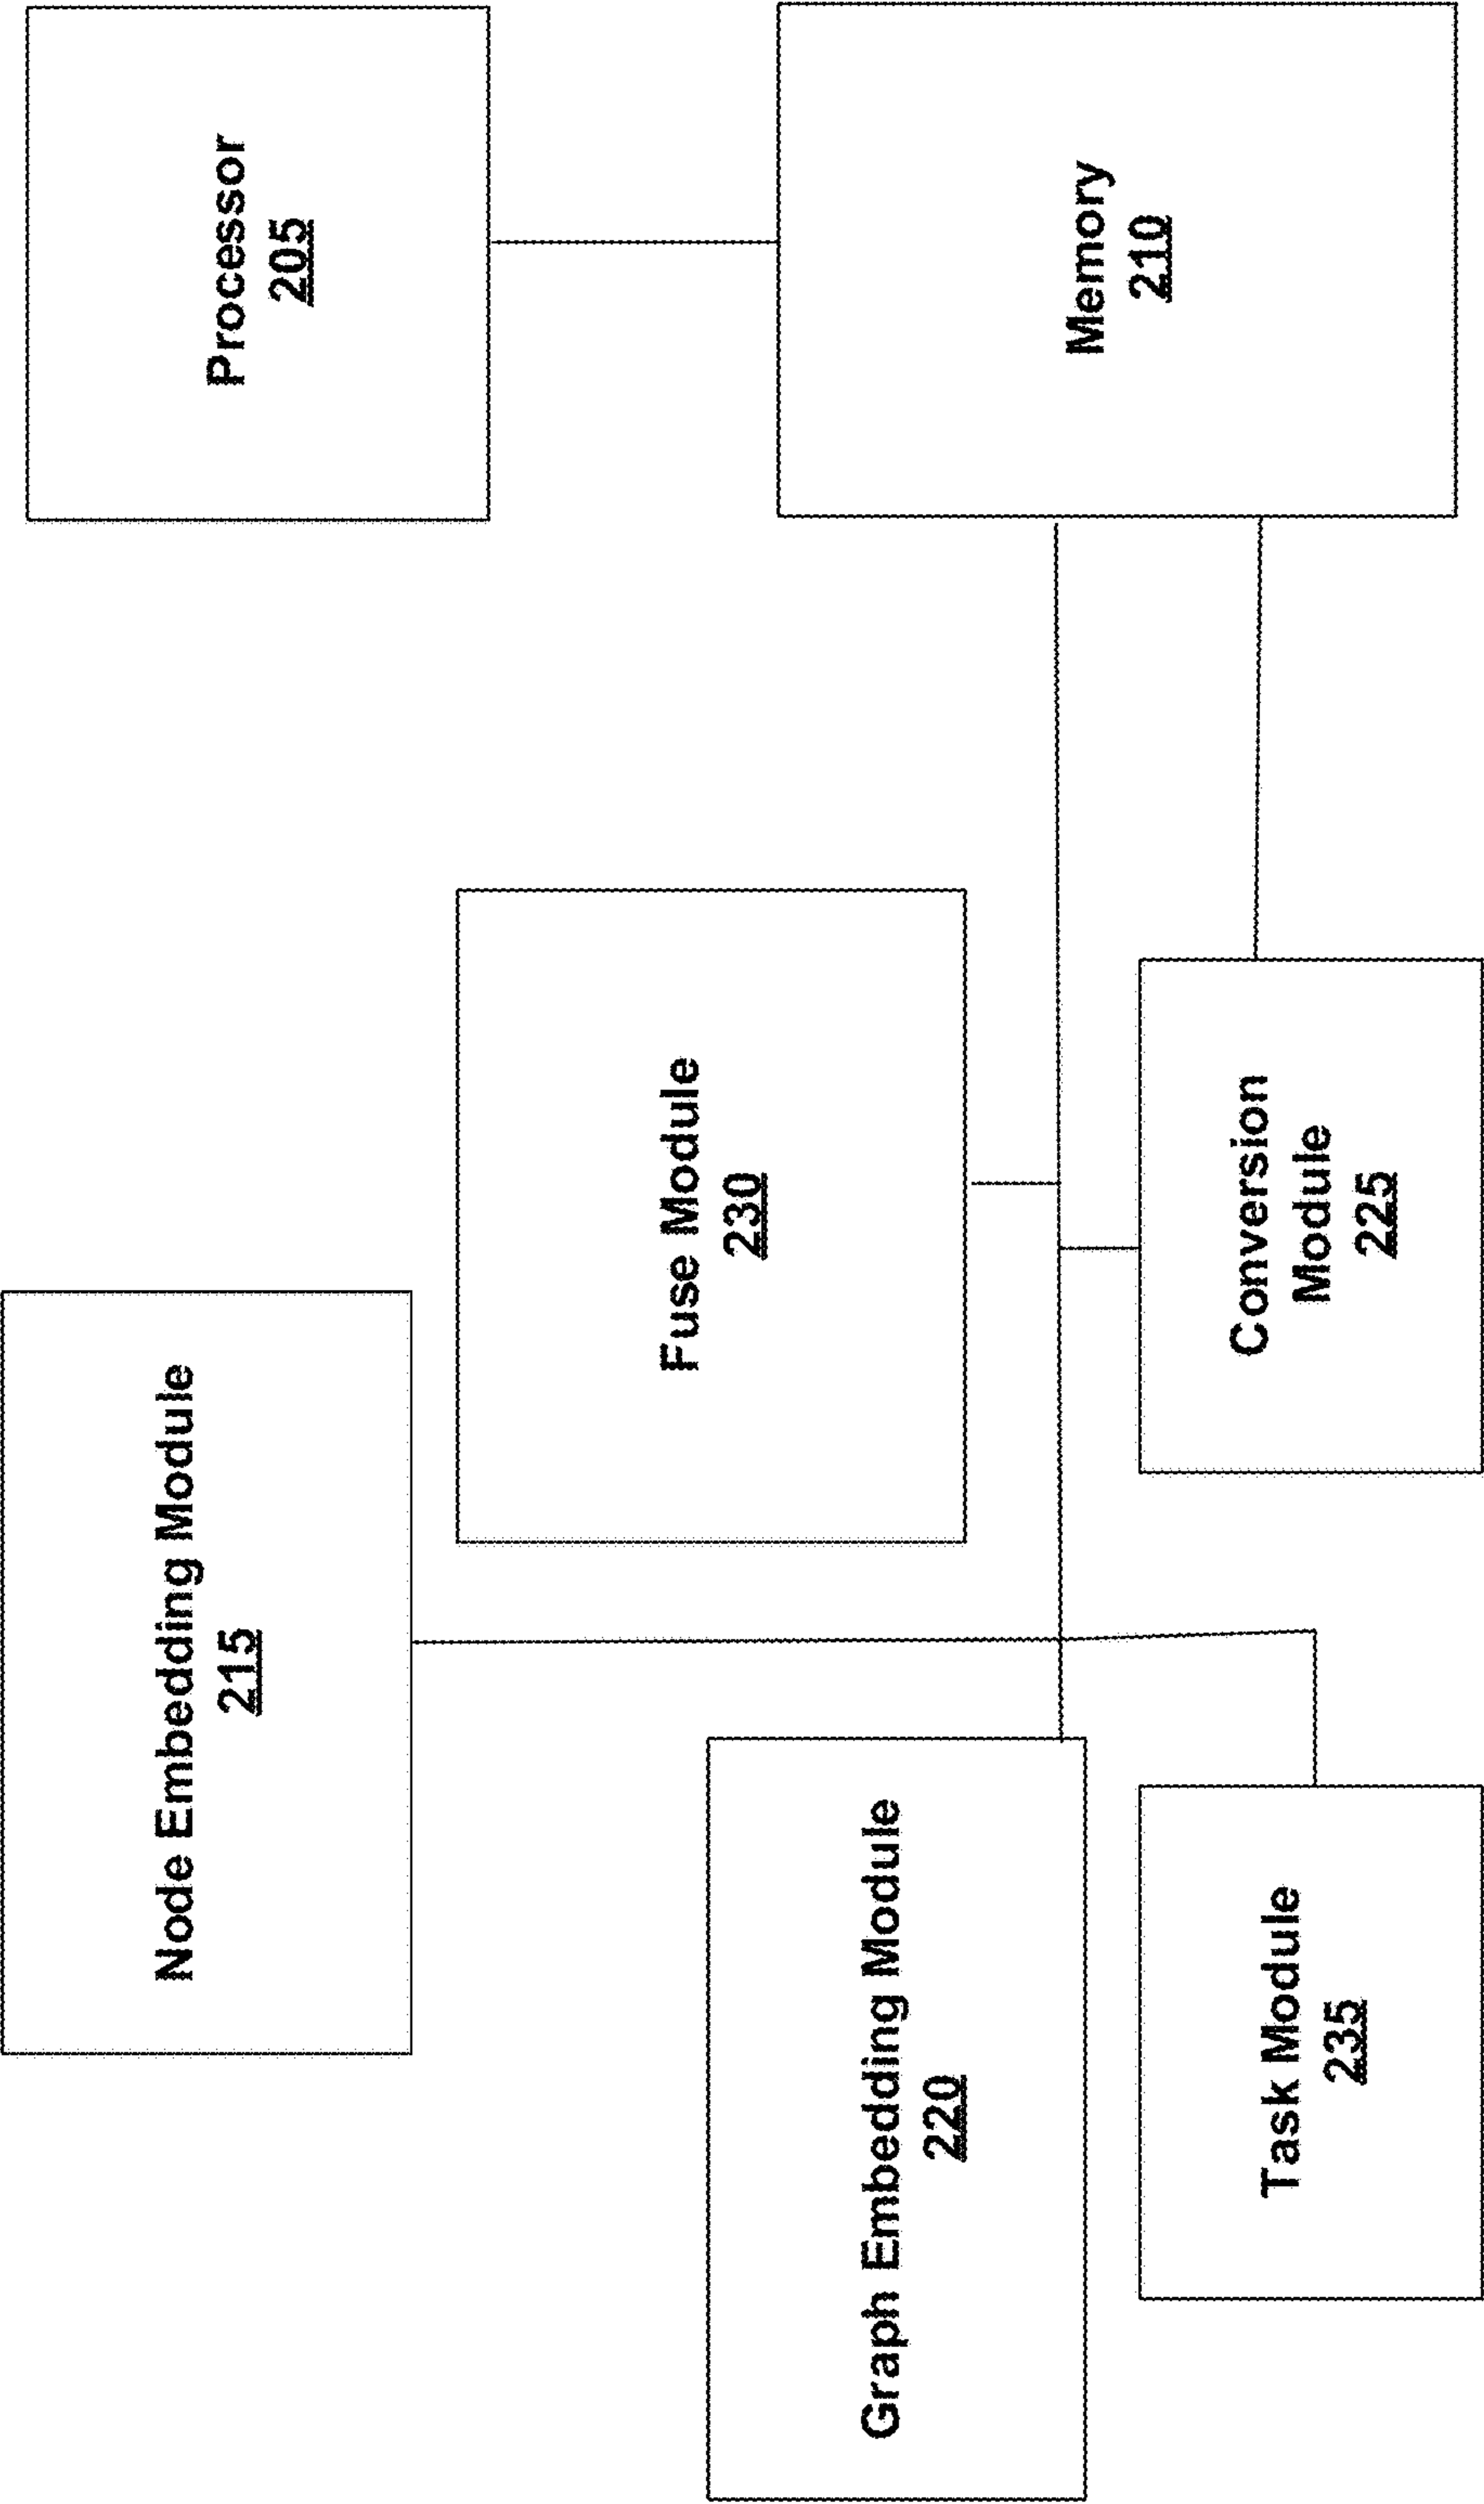 Node Embedding Module
215
Processor
205
Fuse Module
230
Graph Embedding Module
220
Memory
210
Task Module
235
Conversion
Module
225